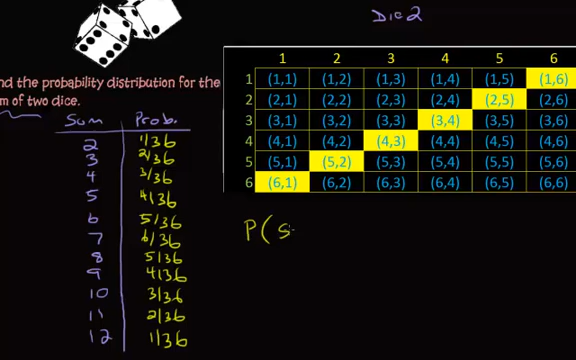 Dice 2
nd the probability distribution for the
m of two dice.
1 2 3 4 5 6
1 (1,1) (1,2) (1,3) (1,4) (1,5) (1,6)
2 (2,1) (2,2) (2,3) (2,4) (2,5) (2,6)
3 (3,1) (3,2) (3,3) (3,4) (3,5) (3,6)
4 (4,1) (4,2) (4,3) (4,4) (4,5) (4,6)
5 (5,1) (5,2) (5,3) (5,4) (5,5) (5,6)
6 (6,1) (6,2) (6,3) (6,4) (6,5) (6,6)
Sum Prob.
2 1/36
3 2/36
4 3/36
5 4/36
6 5/36
7 6/36
8 5/36
9 4/36
10 3/36
11 2/36
12 1/36
P( s